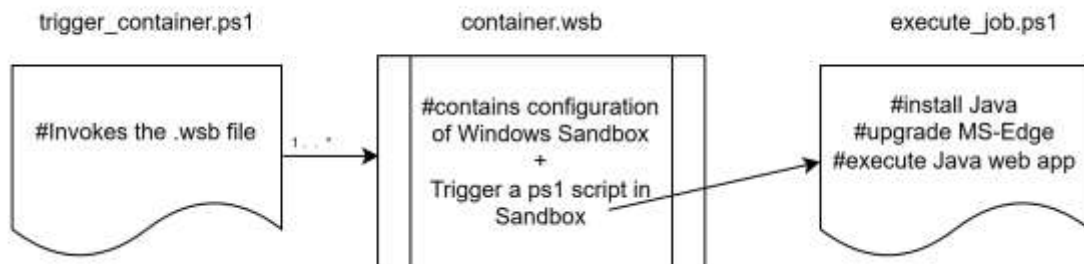 trigger_container.ps1
container.wsb
execute_job.ps1
#Invokes the .wsb file
1..*
#contains configuration
of Windows Sandbox
+
Trigger a ps1 script in
Sandbox
#install Java
#upgrade MS-Edge
#execute Java web app